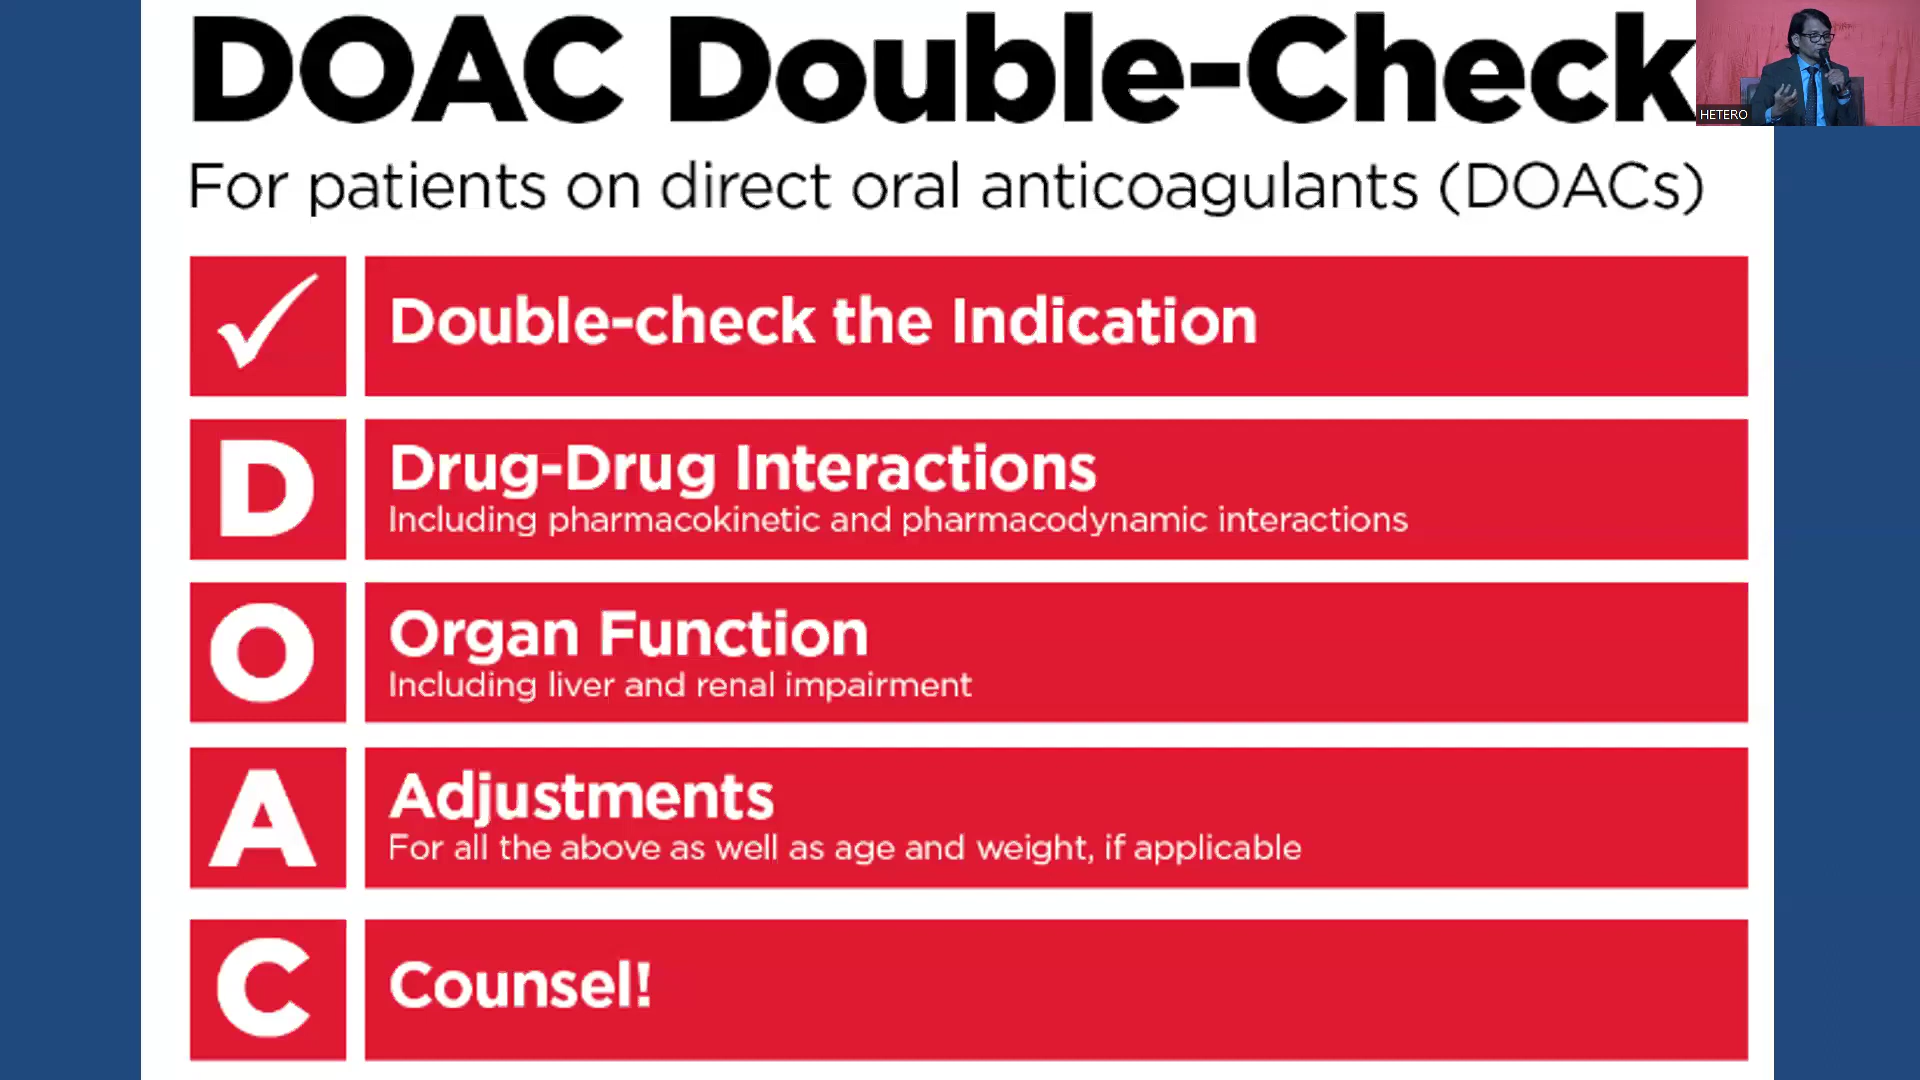 DOAC Double-Check
HETERO
For patients on direct oral anticoagulants (DOACs)
✓ Double-check the Indication
D Drug-Drug Interactions
Including pharmacokinetic and pharmacodynamic interactions
O Organ Function
Including liver and renal impairment
A Adjustments
For all the above as well as age and weight, if applicable
C Counsel!